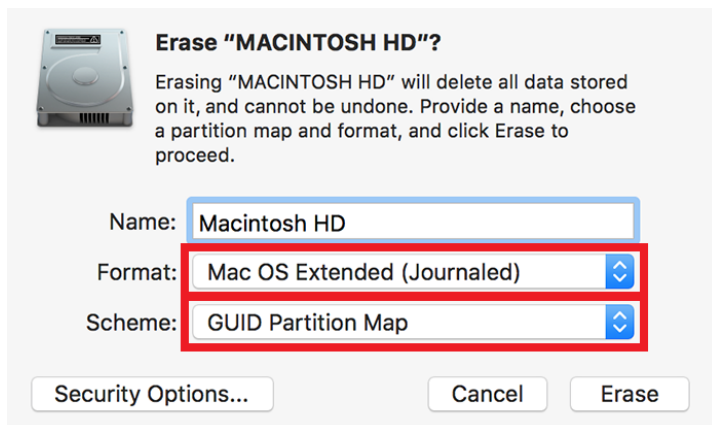 Erase “MACINTOSH HD”?
Erasing “MACINTOSH HD” will delete all data stored
on it, and cannot be undone. Provide a name, choose
a partition map and format, and click Erase to
proceed.
Name: Macintosh HD
Format: Mac OS Extended (Journaled)
Scheme: GUID Partition Map
Security Options... Cancel Erase